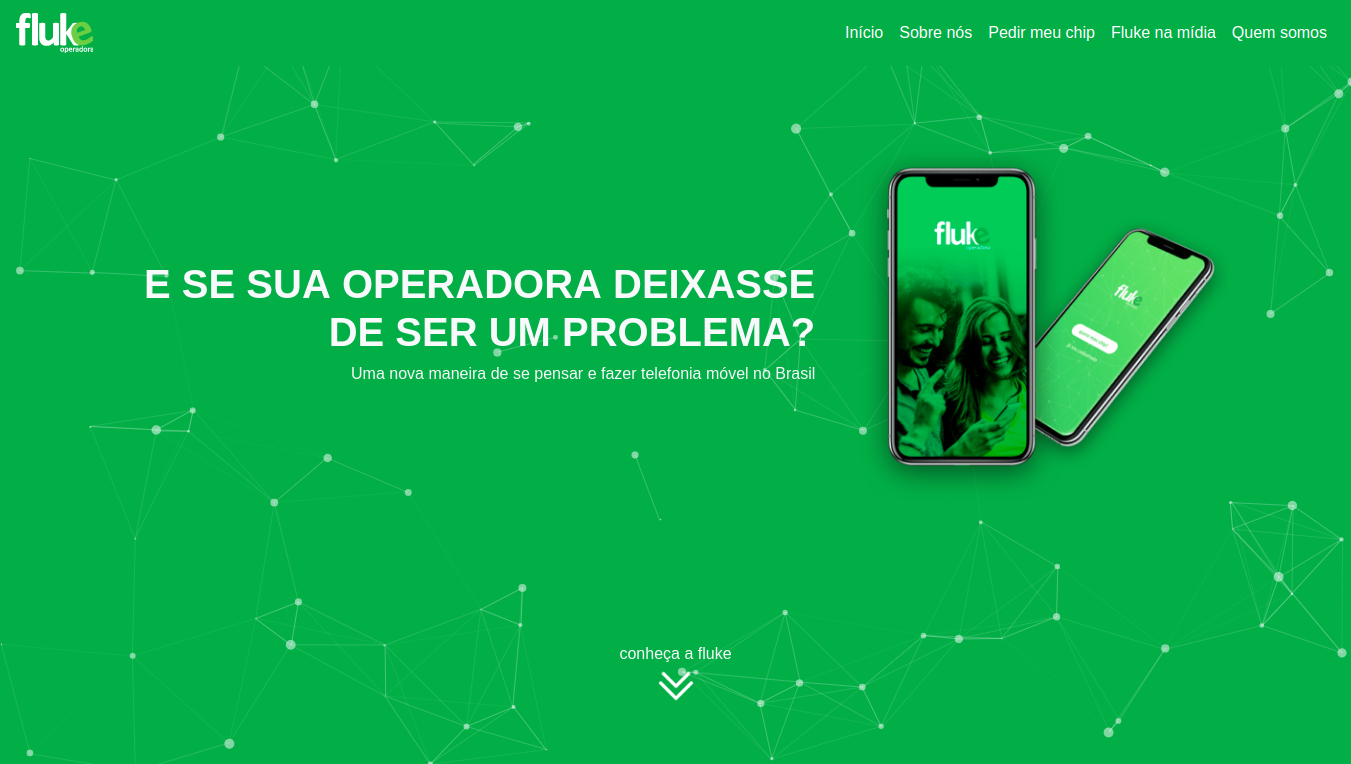 fluke
operadora
Início Sobre nós Pedir meu chip Fluke na mídia Quem somos
fluke
operadora
fluke
E SE SUA OPERADORA DEIXASSE
DE SER UM PROBLEMA?
Uma nova maneira de se pensar e fazer telefonia móvel no Brasil
conheça a fluke